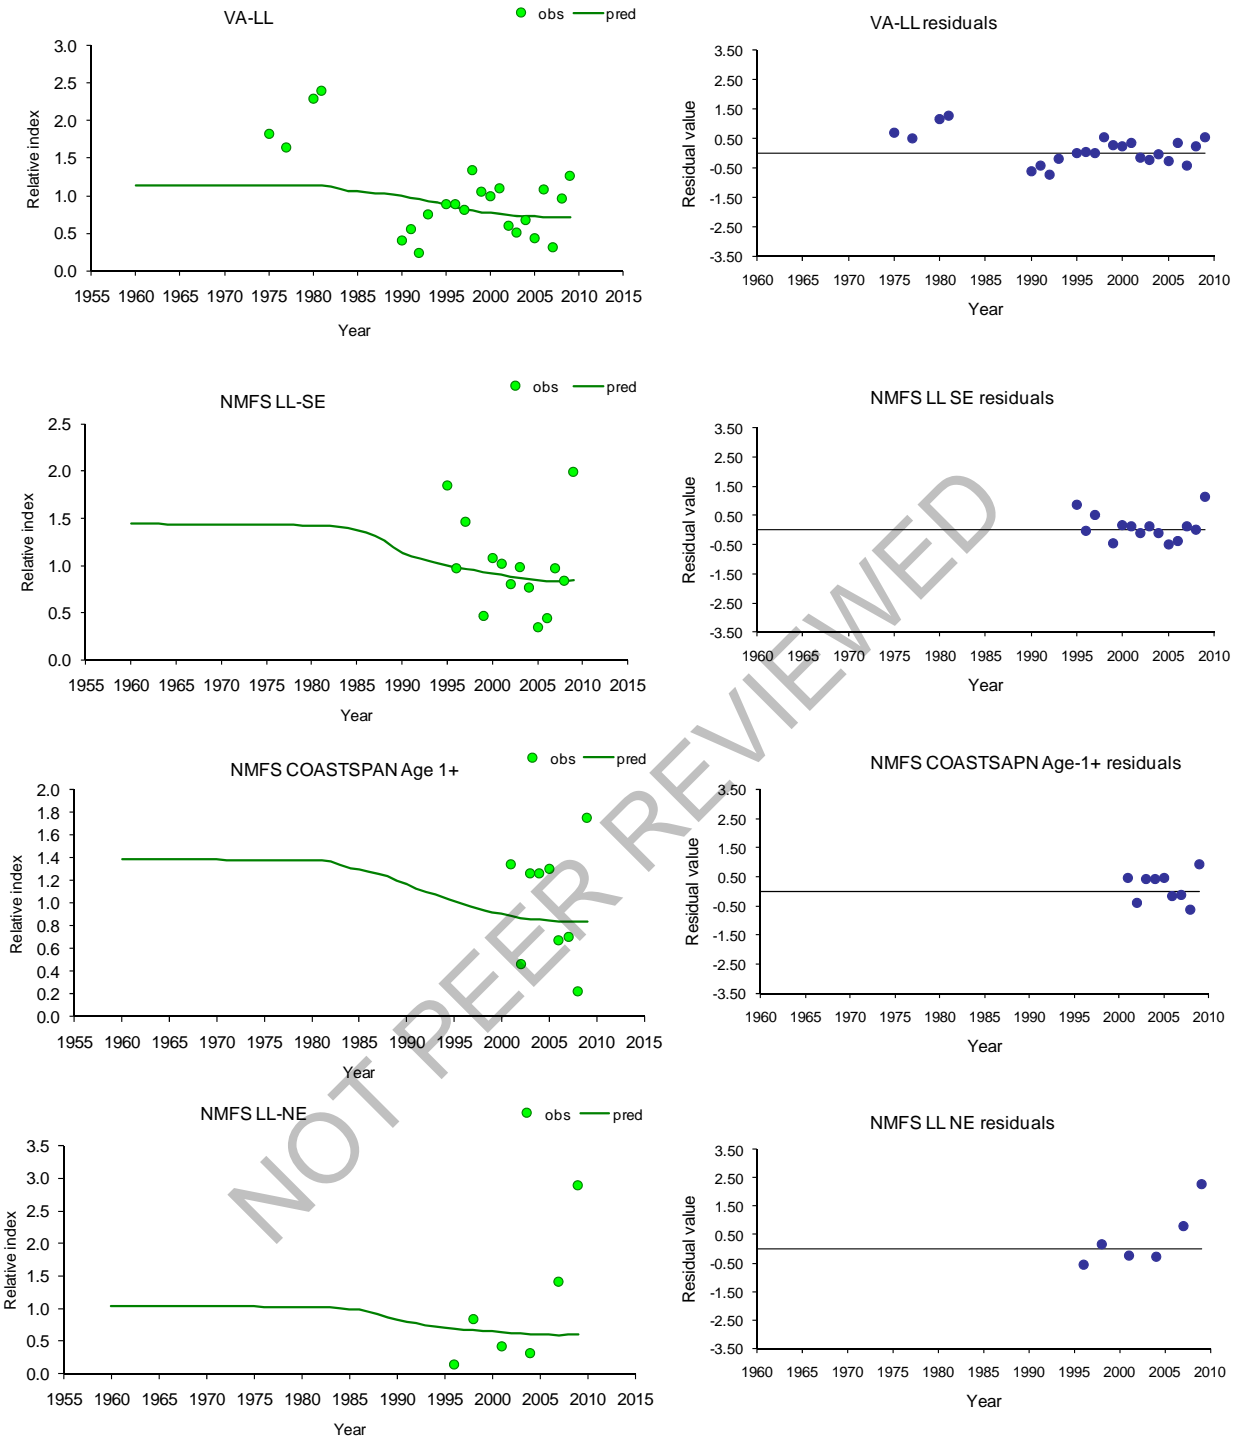 VA-LL
obs pred
3.0
2.5
2.0
1.5
1.0
0.5
0.0
Relative index
1955 1960 1965 1970 1975 1980 1985 1990 1995 2000 2005 2010 2015
Year
VA-LL residuals
3.50
2.50
1.50
0.50
-0.50
-1.50
-2.50
-3.50
Residual value
1960 1965 1970 1975 1980 1985 1990 1995 2000 2005 2010
Year
NMFS LL-SE
obs pred
2.5
2.0
1.5
1.0
0.5
0.0
Relative index
1955 1960 1965 1970 1975 1980 1985 1990 1995 2000 2005 2010 2015
Year
NMFS LL SE residuals
3.50
2.50
1.50
0.50
-0.50
-1.50
-2.50
-3.50
Residual value
1960 1965 1970 1975 1980 1985 1990 1995 2000 2005 2010
Year
NMFS COASTSPAN Age 1+
obs pred
2.0
1.8
1.6
1.4
1.2
1.0
0.8
0.6
0.4
0.2
0.0
Relative index
1955 1960 1965 1970 1975 1980 1985 1990 1995 2000 2005 2010 2015
Year
NMFS COASTSAPN Age-1+ residuals
3.50
2.50
1.50
0.50
-0.50
-1.50
-2.50
-3.50
Residual value
1960 1965 1970 1975 1980 1985 1990 1995 2000 2005 2010
Year
NMFS LL-NE
obs pred
3.5
3.0
2.5
2.0
1.5
1.0
0.5
0.0
Relative index
1955 1960 1965 1970 1975 1980 1985 1990 1995 2000 2005 2010 2015
Year
NMFS LL NE residuals
3.50
2.50
1.50
0.50
-0.50
-1.50
-2.50
-3.50
Residual value
1960 1965 1970 1975 1980 1985 1990 1995 2000 2005 2010
Year
NOT PEER REVIEWED